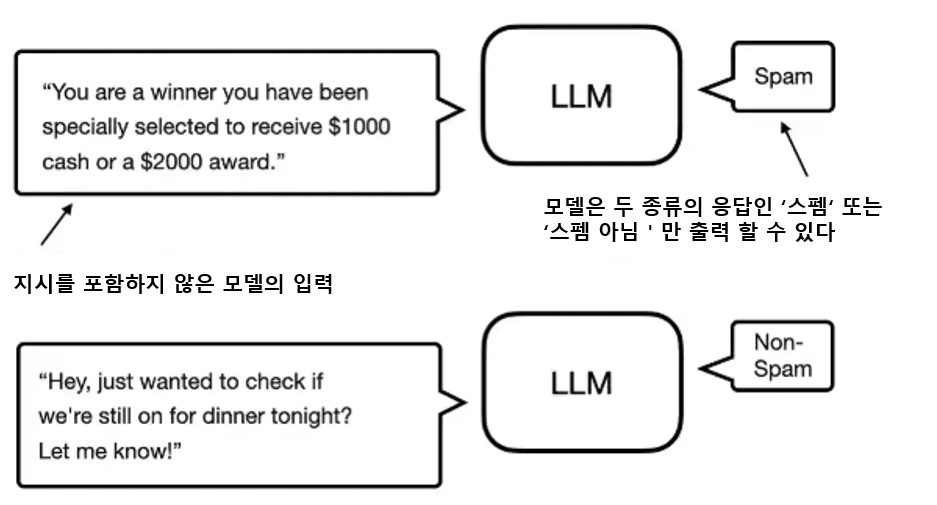 “You are a winner you have been
specially selected to receive $1000
cash or a $2000 award.”
LLM
Spam
모델은 두 종류의 응답인 ‘스펨‘ 또는
‘스펨 아님 ' 만 출력 할 수 있다
지시를 포함하지 않은 모델의 입력
“Hey, just wanted to check if
we're still on for dinner tonight?
Let me know!”
LLM
Non-
Spam